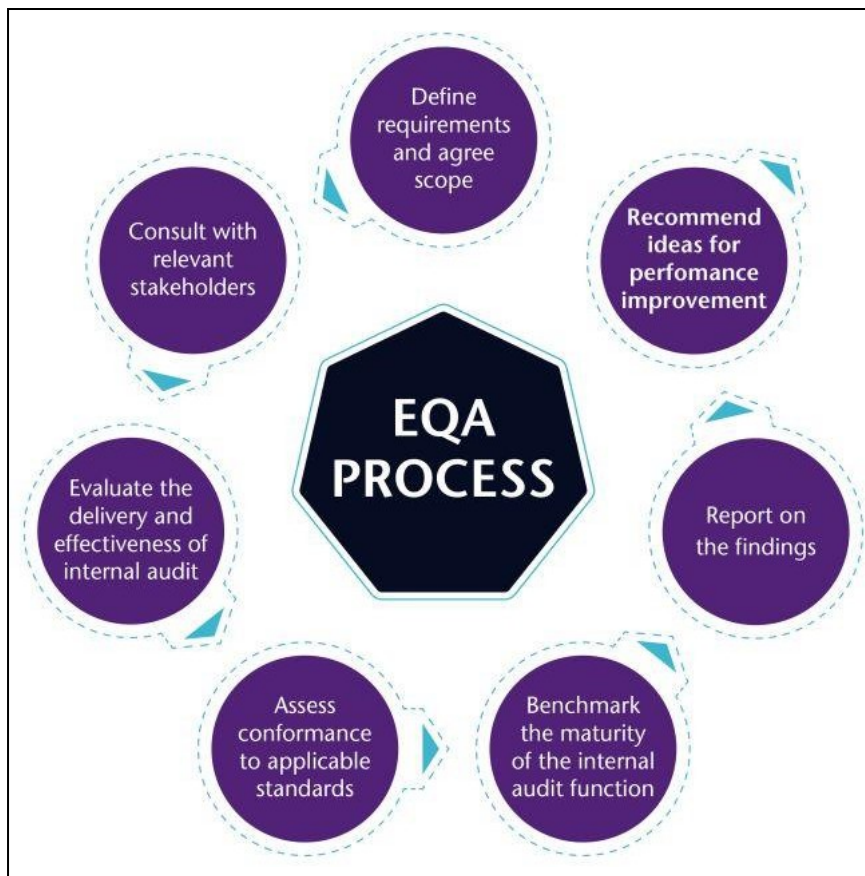 Define
requirements
and agree
scope
Consult with
relevant
stakeholders
Evaluate the
delivery and
effectiveness of
internal audit
Assess
conformance
to applicable
standards
Benchmark
the maturity
of the internal
audit function
Report on
the findings
Recommend
ideas for
perfomance
improvement
EQA
PROCESS